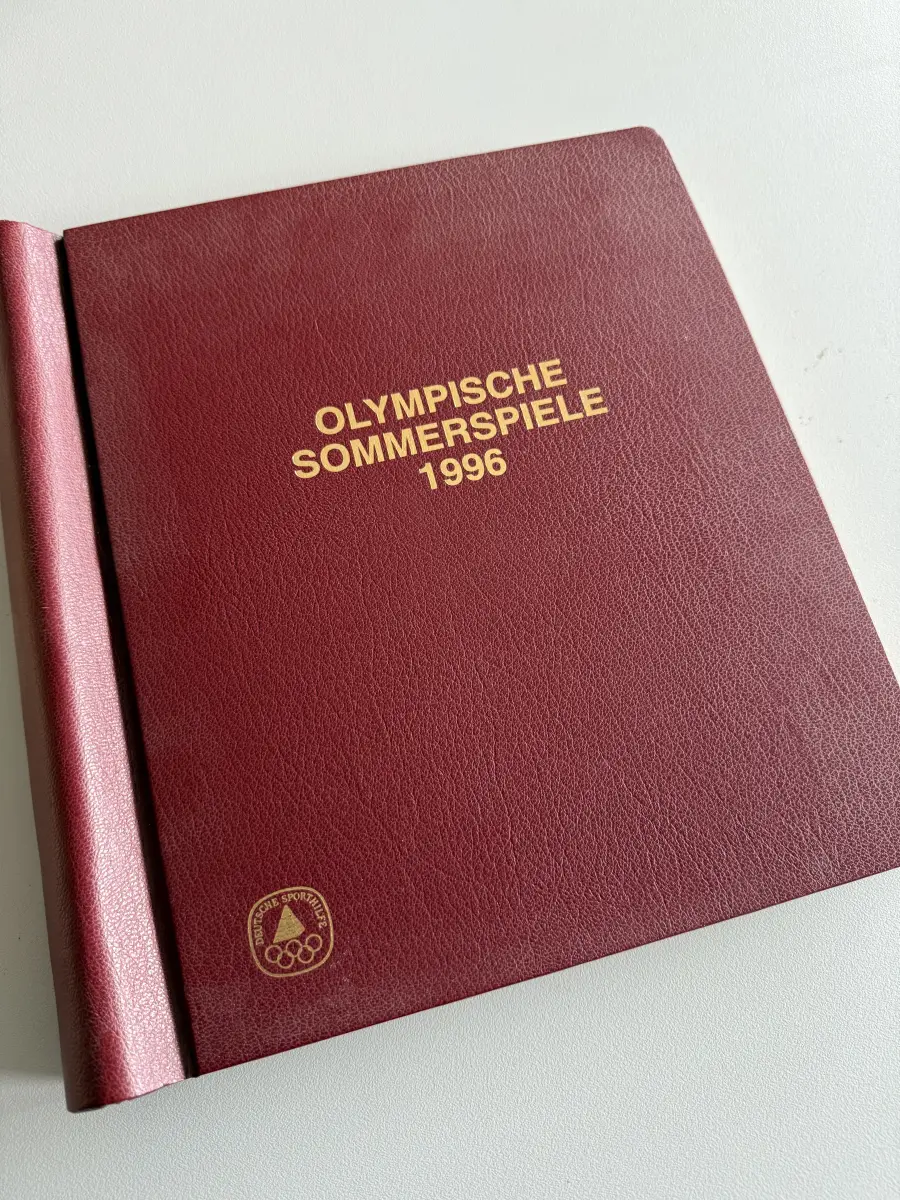 OLYMPISCHE
SOMMERSPIELE
1996
DEUTSCHE SPORTHILFE